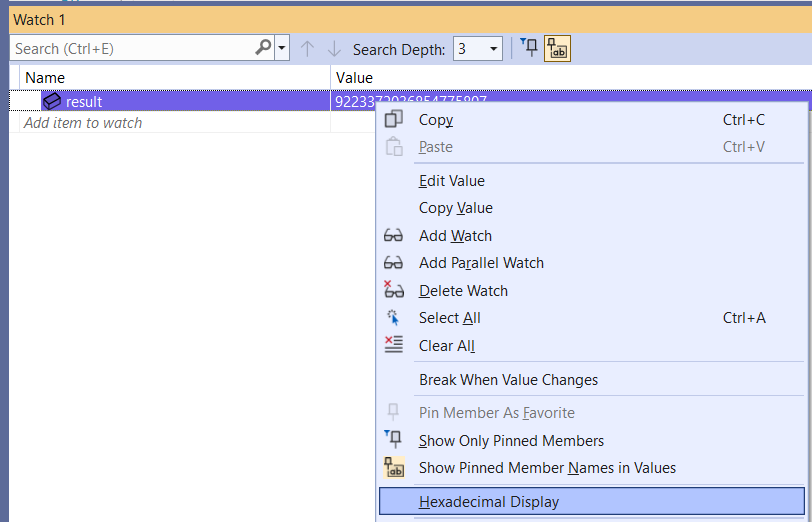 Watch 1
Search (Ctrl+E) Search Depth: 3
Name Value
result 9223372036854775807
Add item to watch
Copy Ctrl+C
Paste Ctrl+V
Edit Value
Copy Value
Add Watch
Add Parallel Watch
Delete Watch
Select All Ctrl+A
Clear All
Break When Value Changes
Pin Member As Favorite
Show Only Pinned Members
Show Pinned Member Names in Values
Hexadecimal Display